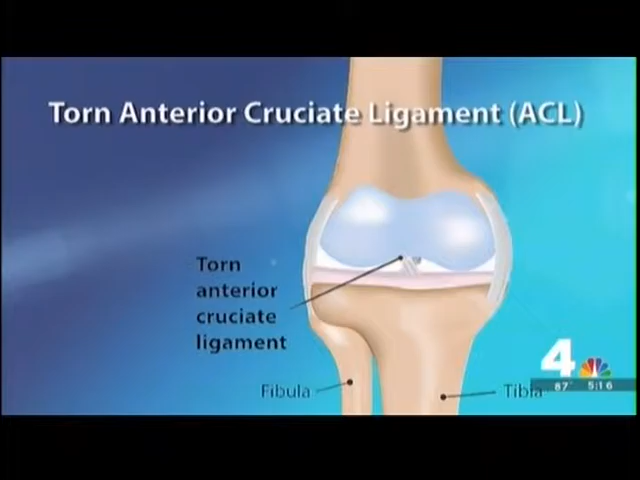 Torn Anterior Cruciate Ligament (ACL)
Torn
anterior
cruciate
ligament
Fibula
Tibia
4
87° 5:16